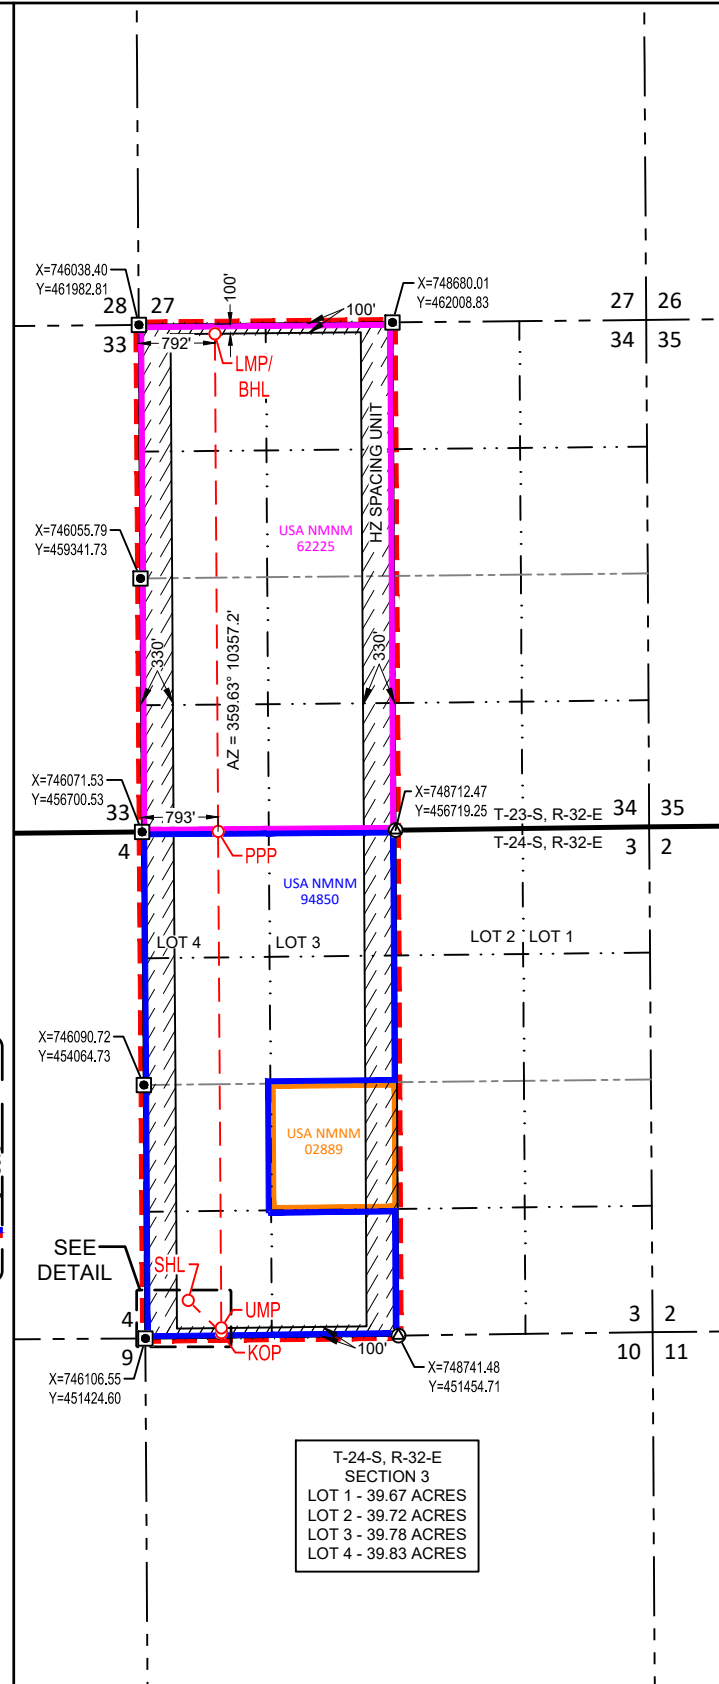 X=746038.40
Y=461982.81
X=748680.01
Y=462008.83
28 27
27 26
33
34 35
100'
100'
792'
LMP/
BHL
HZ SPACING UNIT
USA NMNM
62225
X=746055.79
Y=459341.73
330'
330'
AZ = 359.63° 10357.2'
X=746071.53
Y=456700.53
X=748712.47
Y=456719.25
33
793'
T-23-S, R-32-E
34 35
4
PPP
T-24-S, R-32-E
3 2
USA NMNM
94850
LOT 4
LOT 3
LOT 2
LOT 1
X=746090.72
Y=454064.73
USA NMNM
02889
SEE
DETAIL
SHL
UMP
KOP
4
3 2
9
10 11
100'
X=746106.55
Y=451424.60
X=748741.48
Y=451454.71
T-24-S, R-32-E
SECTION 3
LOT 1 - 39.67 ACRES
LOT 2 - 39.72 ACRES
LOT 3 - 39.78 ACRES
LOT 4 - 39.83 ACRES